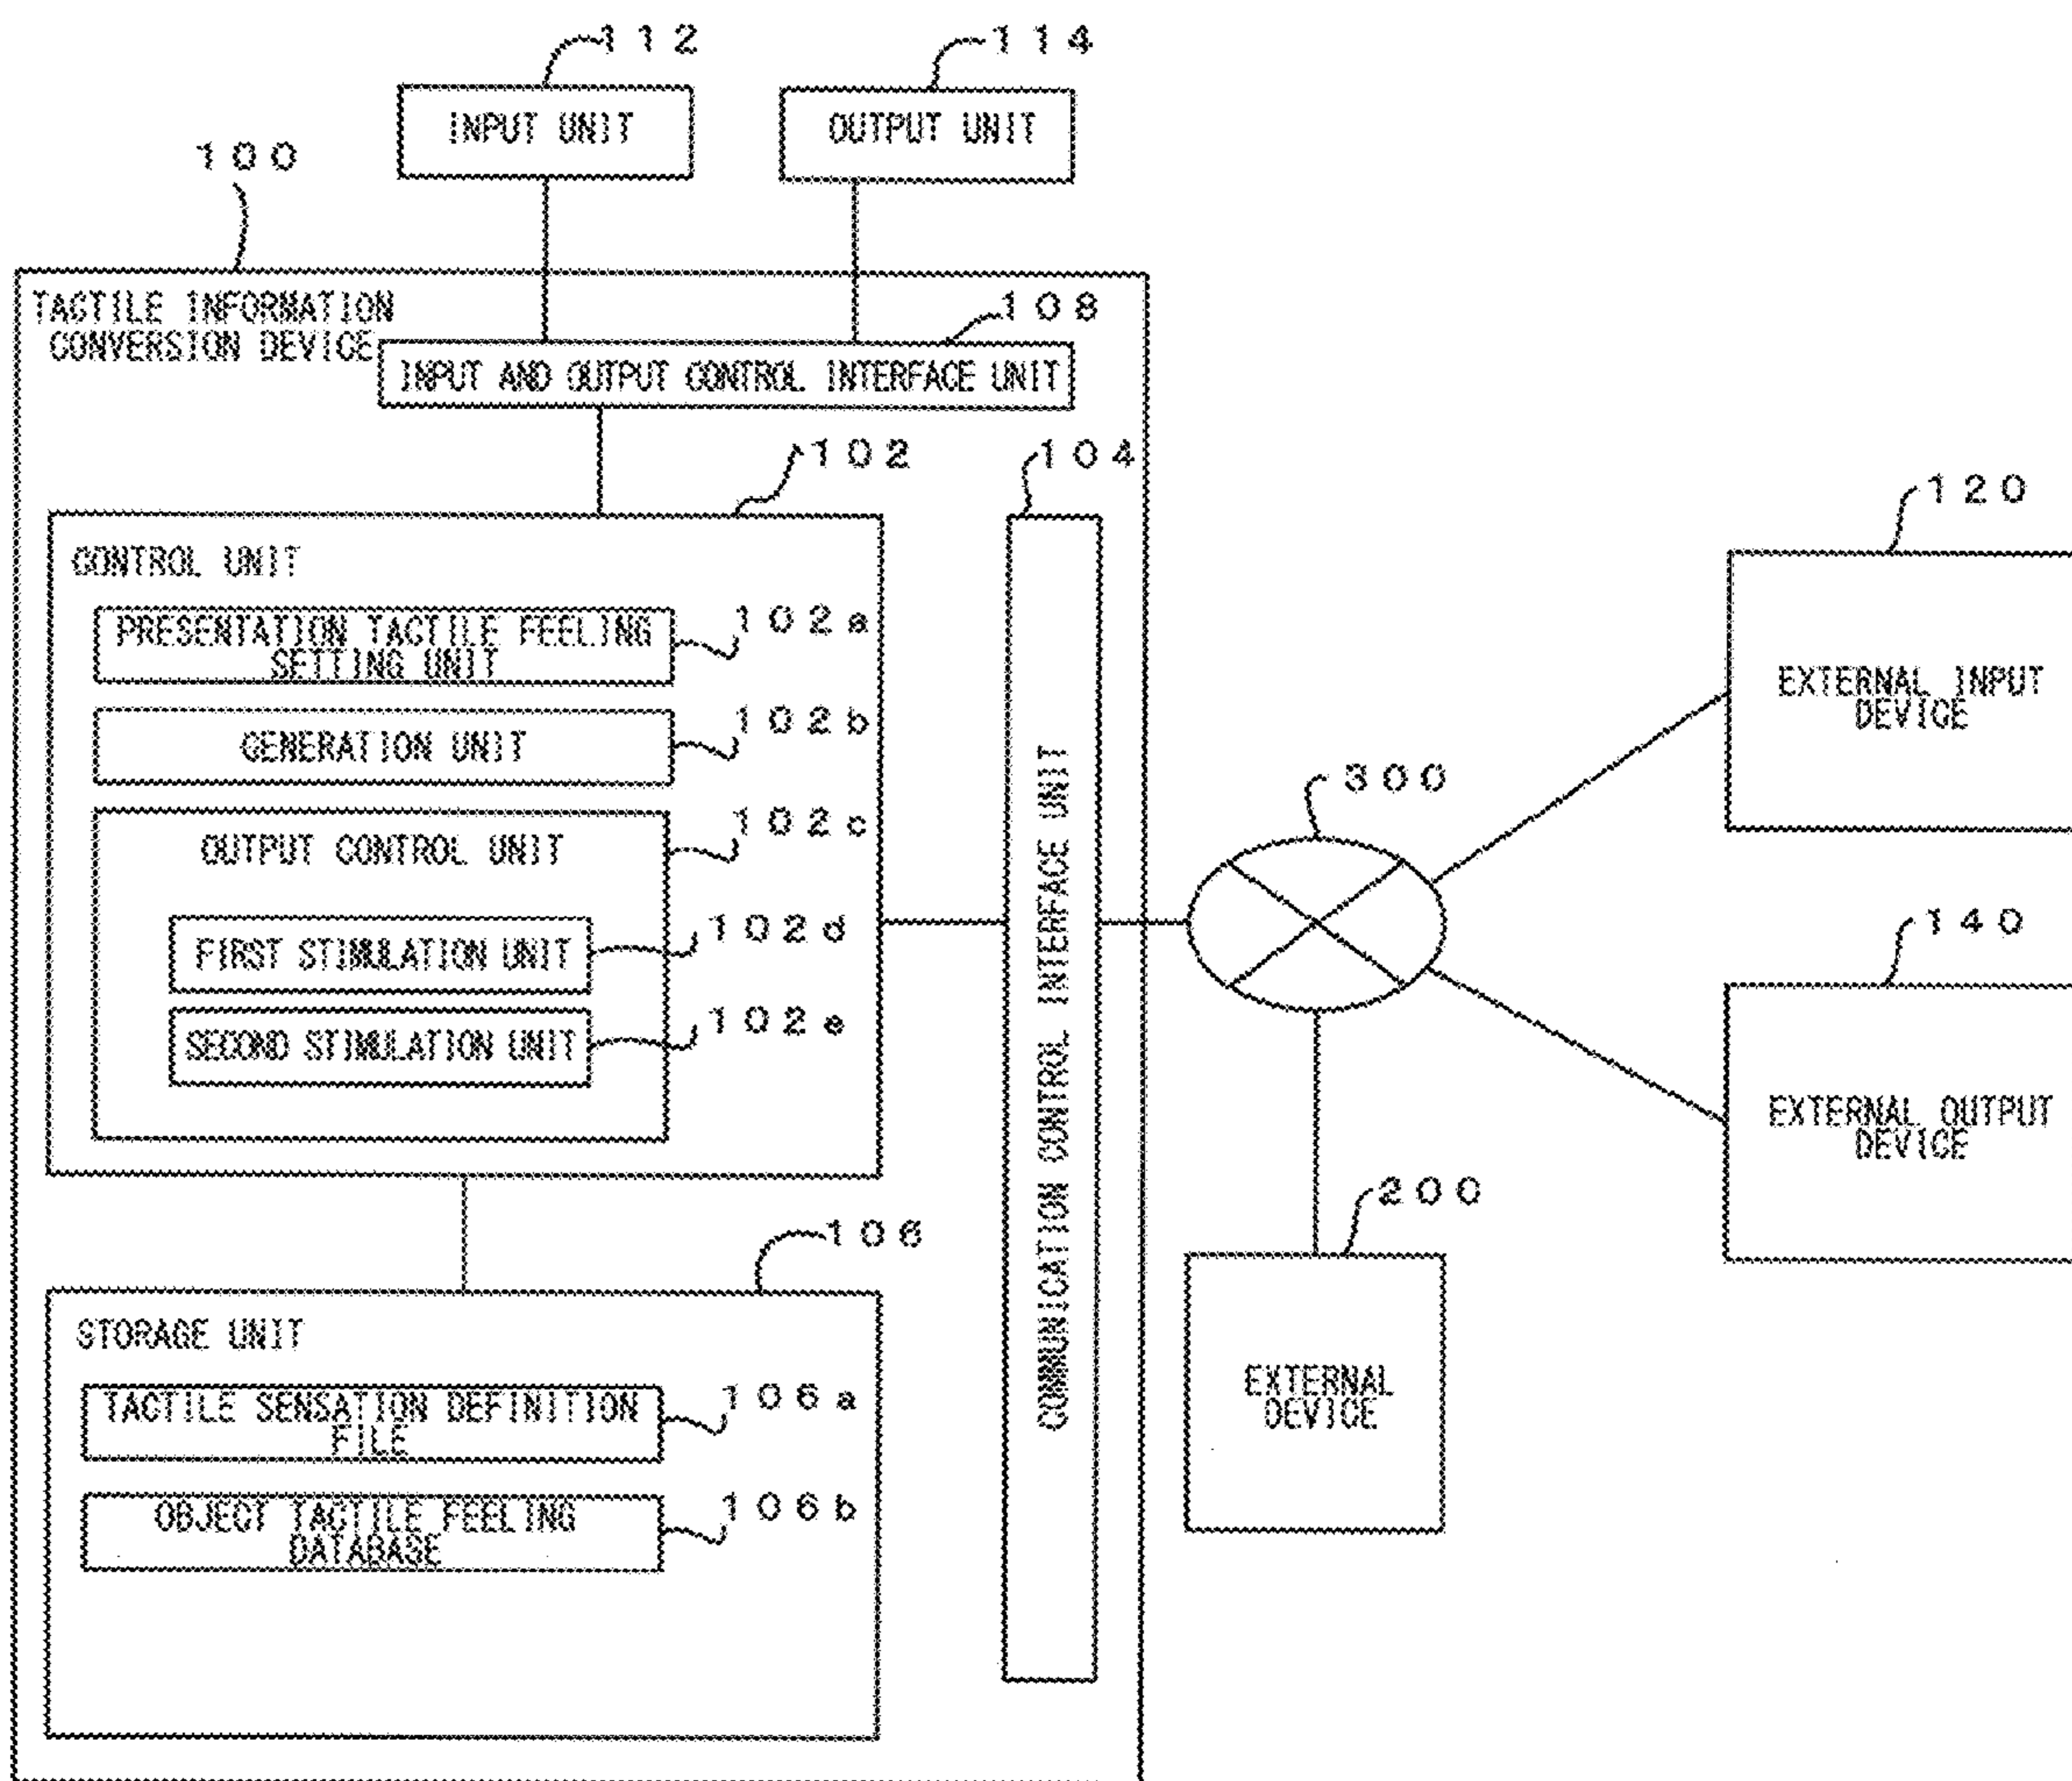 112
114
INPUT UNIT
OUTPUT UNIT
100
TACTILE INFORMATION
CONVERSION DEVICE
108
INPUT AND OUTPUT CONTROL INTERFACE UNIT
102
104
CONTROL UNIT
PRESENTATION TACTILE FEELING
SETTING UNIT
102a
GENERATION UNIT
102b
OUTPUT CONTROL UNIT
102c
FIRST STIMULATION UNIT
102d
SECOND STIMULATION UNIT
102e
COMMUNICATION CONTROL INTERFACE UNIT
106
STORAGE UNIT
TACTILE SENSATION DEFINITION
FILE
106a
OBJECT TACTILE FEELING
DATABASE
106b
300
120
EXTERNAL INPUT
DEVICE
140
EXTERNAL OUTPUT
DEVICE
200
EXTERNAL
DEVICE